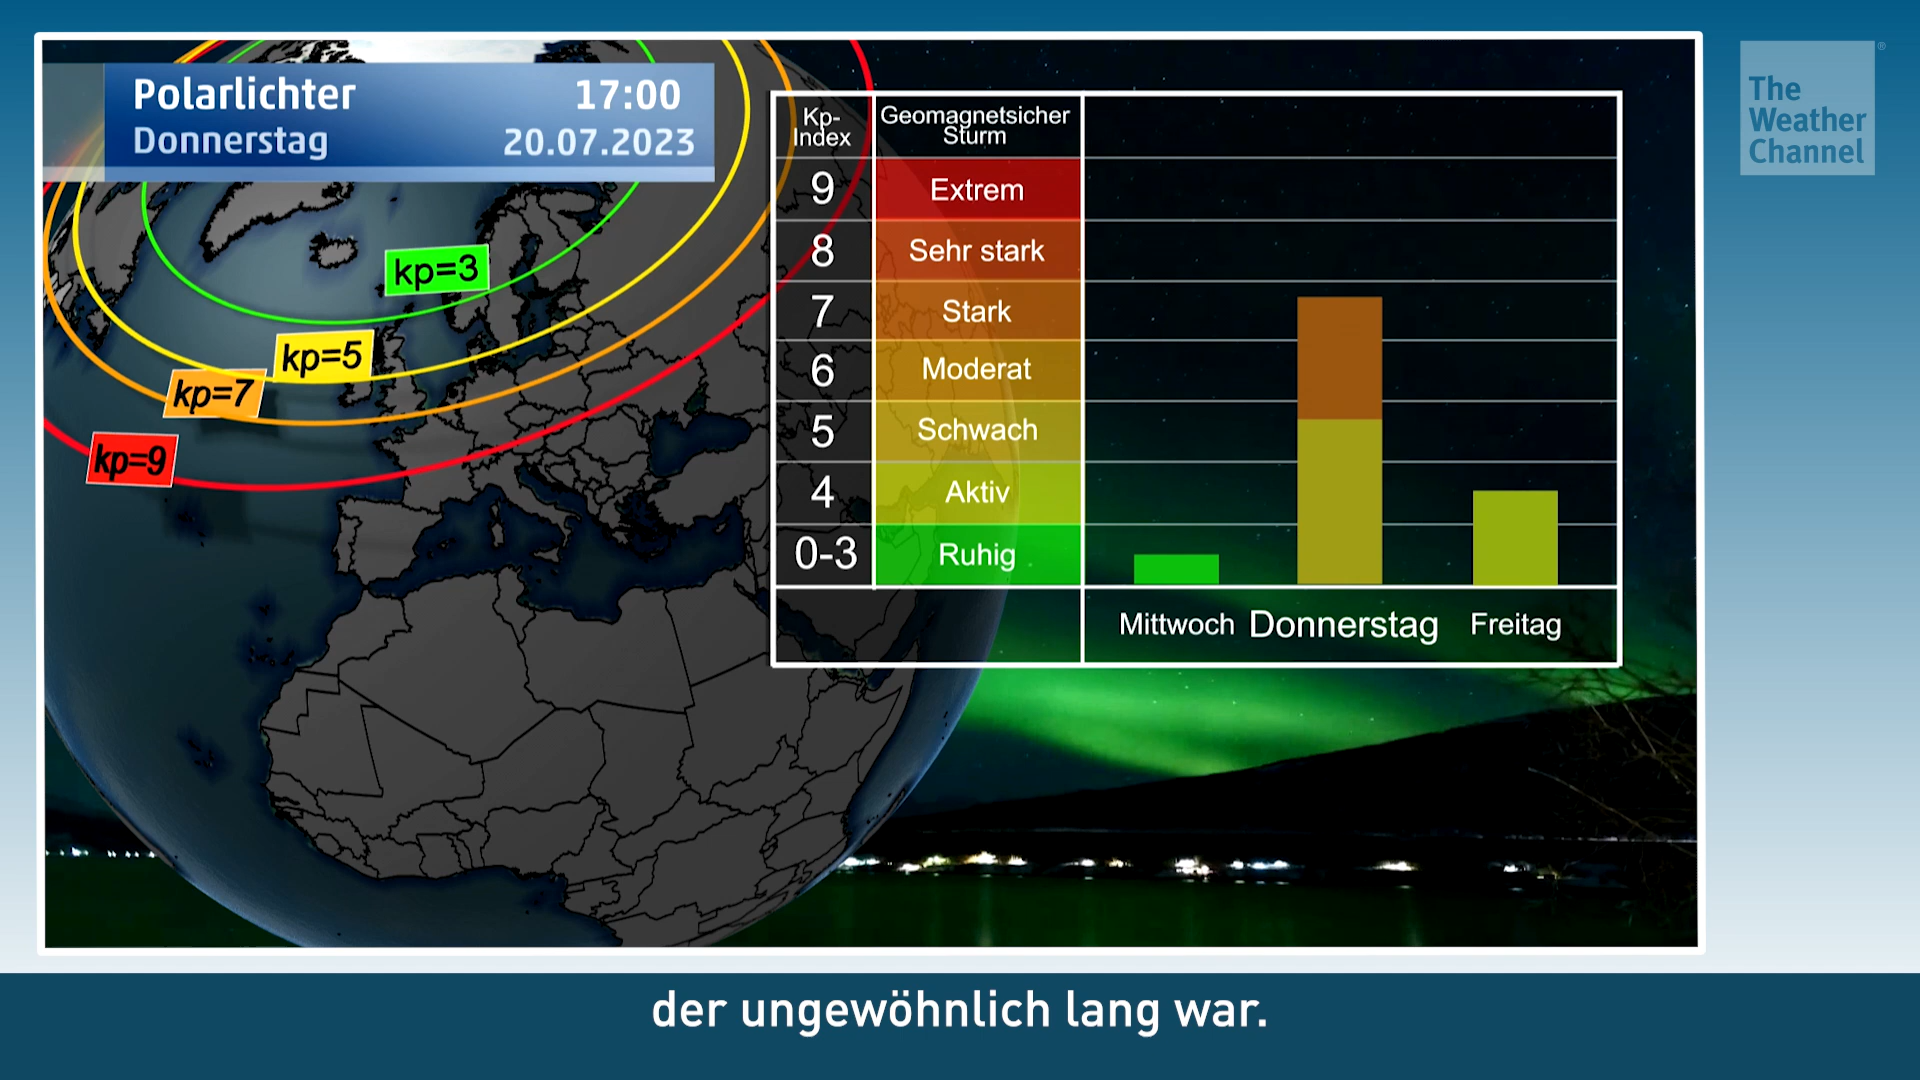 Polarlichter 17:00
Donnerstag 20.07.2023
The
Weather
Channel
®
kp=3
kp=5
kp=7
kp=9
Kp-
Index
Geomagnetsicher
Sturm
9 Extrem
8 Sehr stark
7 Stark
6 Moderat
5 Schwach
4 Aktiv
0-3 Ruhig
Mittwoch Donnerstag Freitag
der ungewöhnlich lang war.